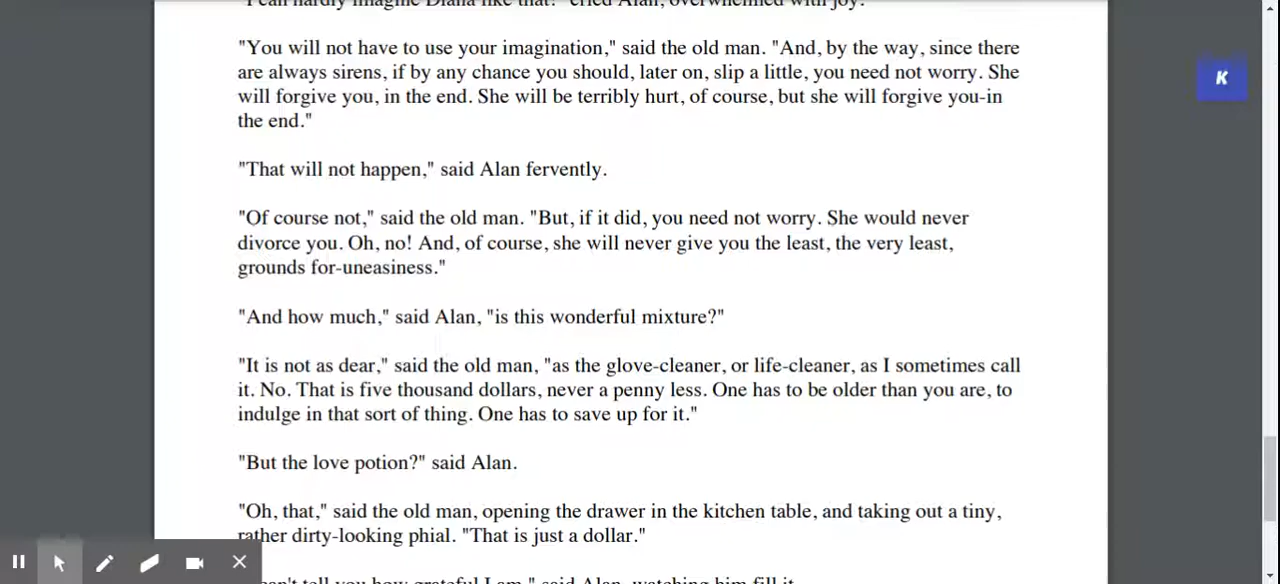 "I can hardly imagine Diana like that!" cried Alan, overwhelmed with joy.
"You will not have to use your imagination," said the old man. "And, by the way, since there
are always sirens, if by any chance you should, later on, slip a little, you need not worry. She
will forgive you, in the end. She will be terribly hurt, of course, but she will forgive you-in
the end."
"That will not happen," said Alan fervently.
"Of course not," said the old man. "But, if it did, you need not worry. She would never
divorce you. Oh, no! And, of course, she will never give you the least, the very least,
grounds for-uneasiness."
"And how much," said Alan, "is this wonderful mixture?"
"It is not as dear," said the old man, "as the glove-cleaner, or life-cleaner, as I sometimes call
it. No. That is five thousand dollars, never a penny less. One has to be older than you are, to
indulge in that sort of thing. One has to save up for it."
"But the love potion?" said Alan.
"Oh, that," said the old man, opening the drawer in the kitchen table, and taking out a tiny,
rather dirty-looking phial. "That is just a dollar."
can't tell you how grateful I am," said Alan, watching him fill it.
K